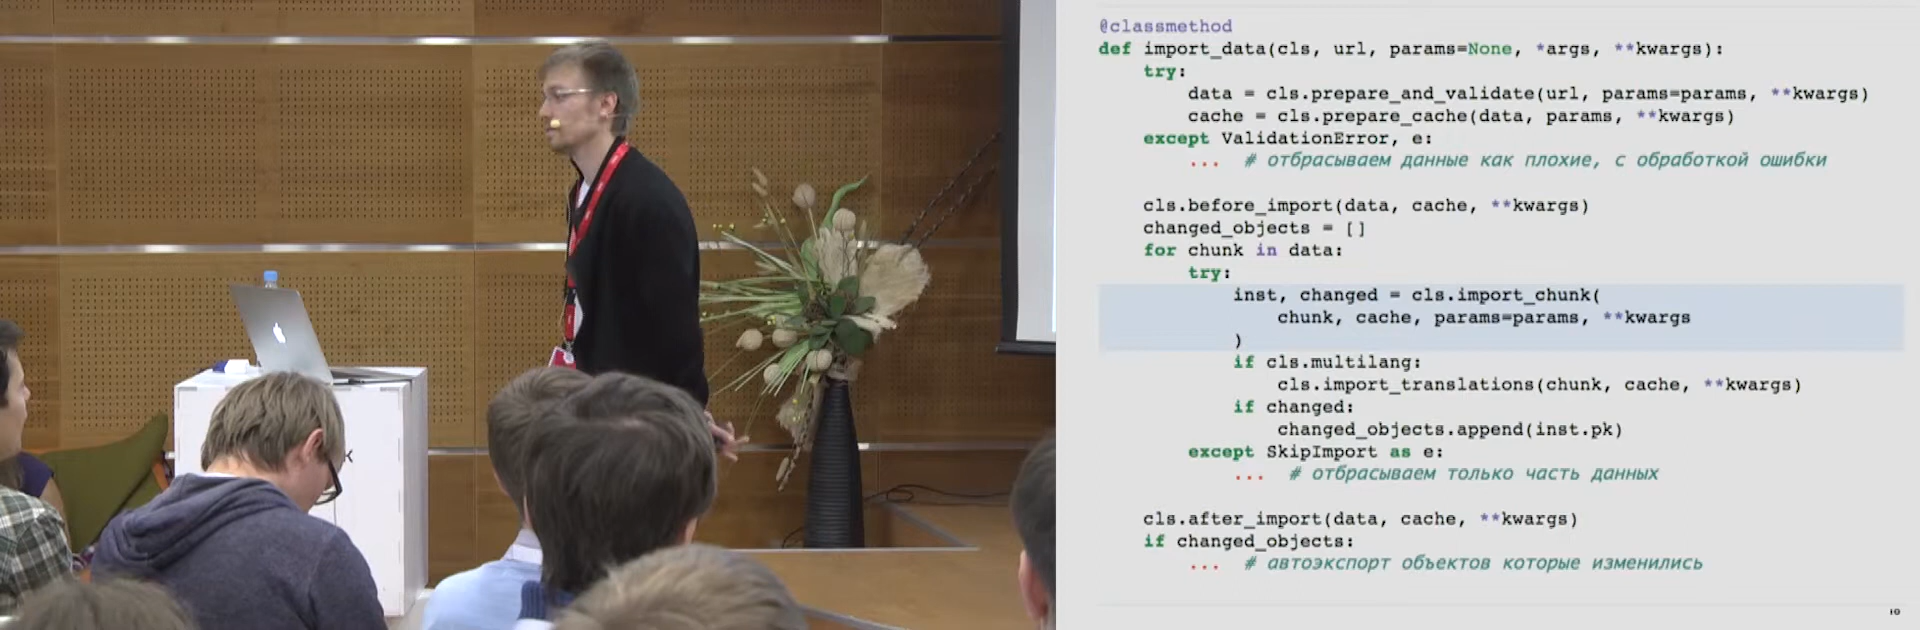 @classmethod
def import_data(cls, url, params=None, *args, **kwargs):
try:
data = cls.prepare_and_validate(url, params=params, **kwargs)
cache = cls.prepare_cache(data, params, **kwargs)
except ValidationError, e:
... # отбрасываем данные как плохие, с обработкой ошибки
cls.before_import(data, cache, **kwargs)
changed_objects = []
for chunk in data:
try:
inst, changed = cls.import_chunk(
chunk, cache, params=params, **kwargs
)
if cls.multilang:
cls.import_translations(chunk, cache, **kwargs)
if changed:
changed_objects.append(inst.pk)
except SkipImport as e:
... # отбрасываем только часть данных
cls.after_import(data, cache, **kwargs)
if changed_objects:
... # автоэкспорт объектов которые изменились
10